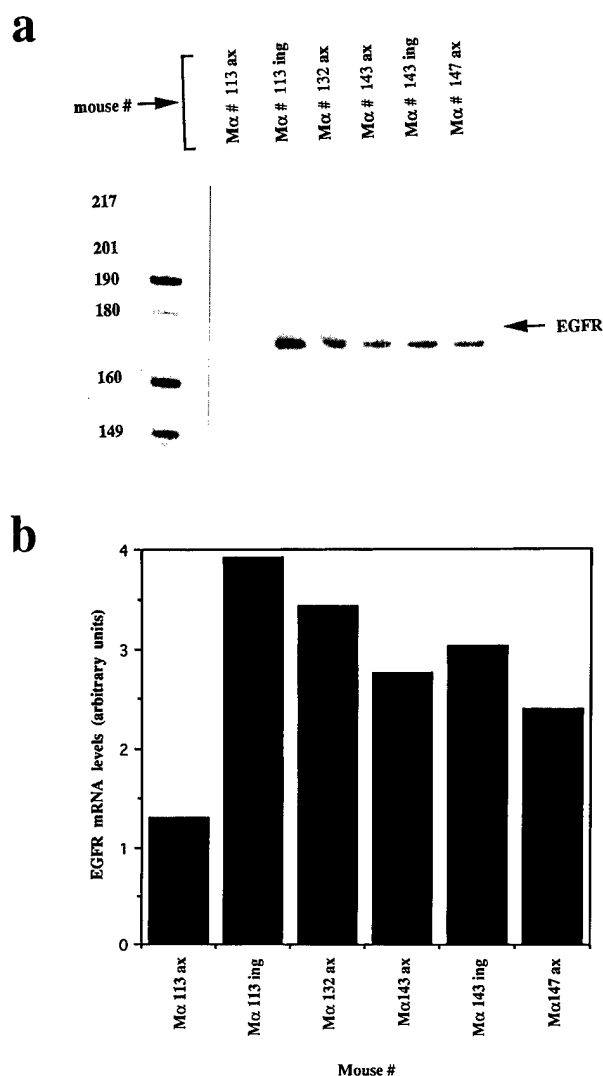 a
mouse #
Mα # 113 ax
Mα # 113 ing
Mα # 132 ax
Mα # 143 ax
Mα # 143 ing
Mα # 147 ax
217
201
190
180
160
149
EGFR
b
EGFR mRNA levels (arbitrary units)
4
3
2
1
0
Mα 113 ax
Mα 113 ing
Mα 132 ax
Mα143 ax
Mα 143 ing
Mα147 ax
Mouse #